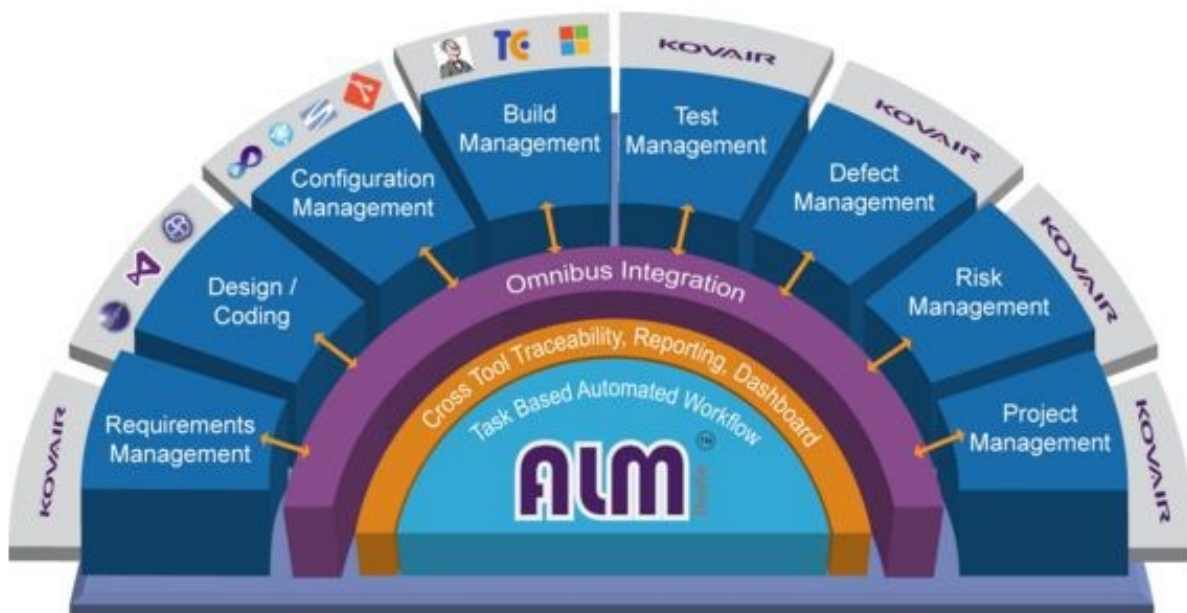 KOVAIR
Requirements
Management
Design /
Coding
Configuration
Management
TC
Build
Management
KOVAIR
Test
Management
KOVAIR
Defect
Management
KOVAIR
Risk
Management
KOVAIR
Project
Management
Omnibus Integration
Cross Tool Traceability, Reporting, Dashboard
Task Based Automated Workflow
ALM
TM